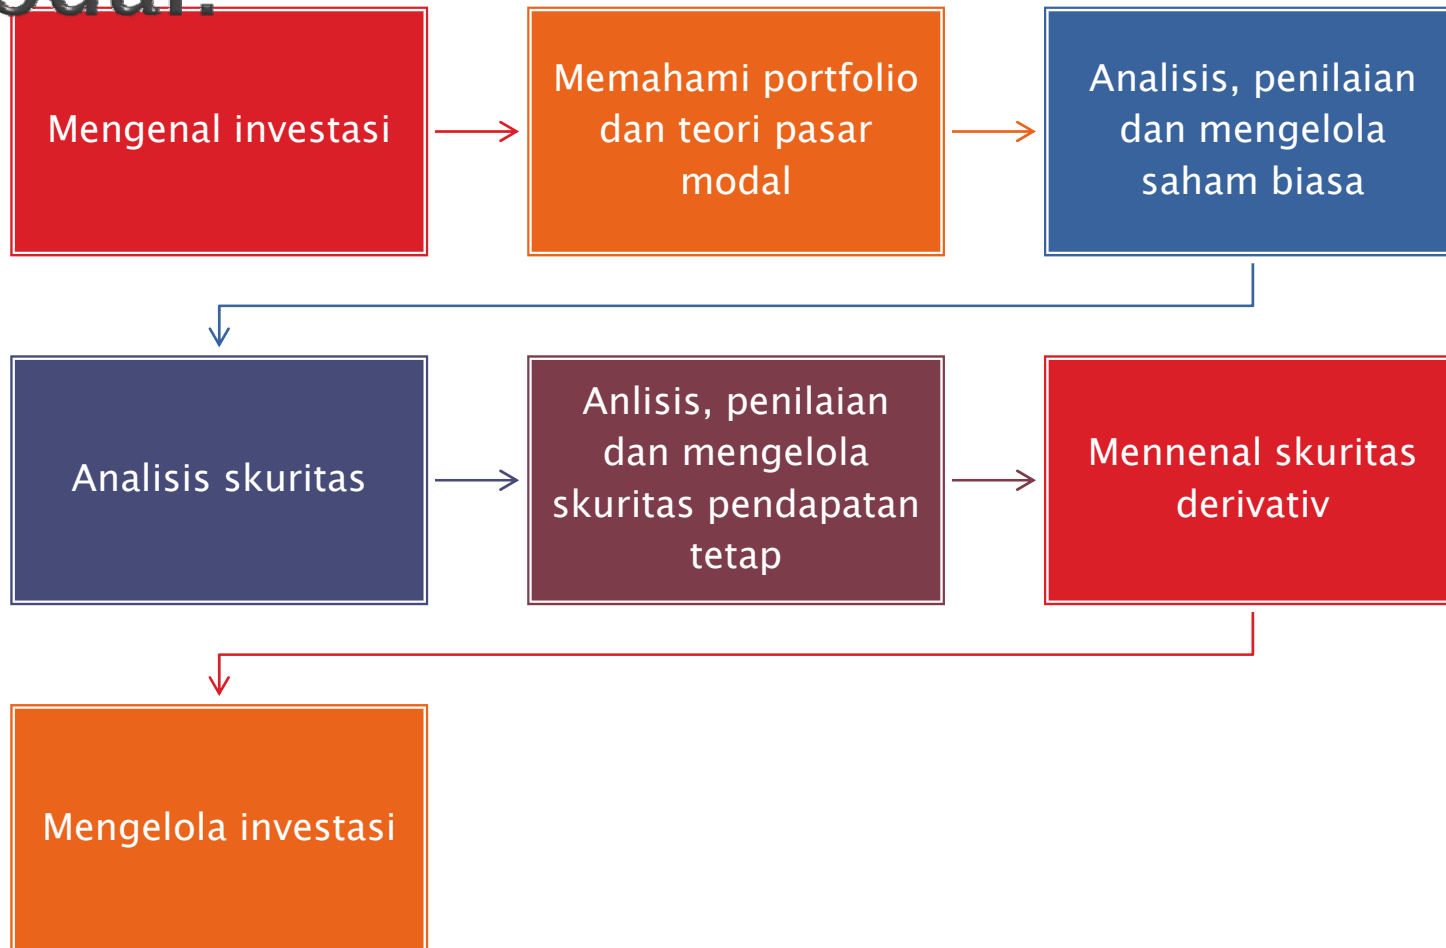 Mengenal investasi
Memahami portfolio
dan teori pasar
modal
Analisis, penilaian
dan mengelola
saham biasa
Analisis skuritas
Anlisis, penilaian
dan mengelola
skuritas pendapatan
tetap
Mennenal skuritas
derivativ
Mengelola investasi